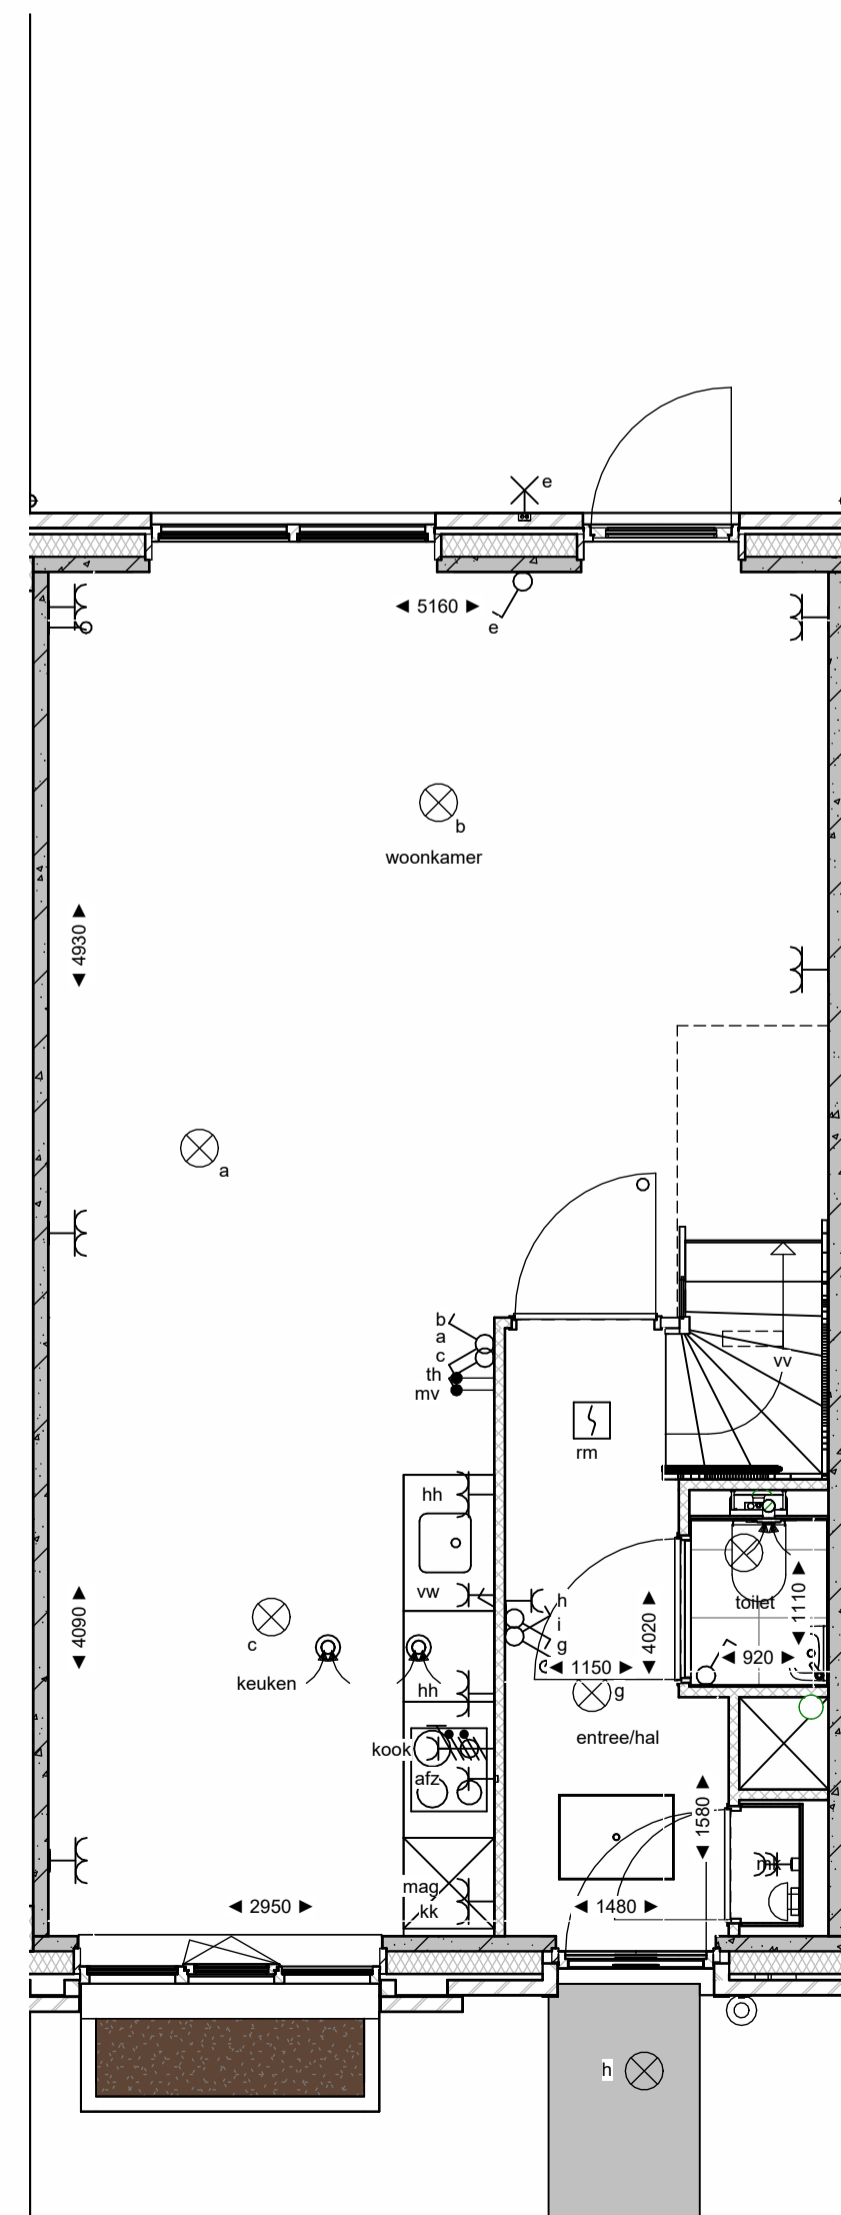 e
5160
e
b
woonkamer
4930
a
b
a
c
th
mv
vv
rm
hh
vw
h
i
g
toilet
1110
4090
c
4020
1150
920
keuken
hh
g
entree/hal
kook
afz
1580
mk
mag
kk
2950
1480
h